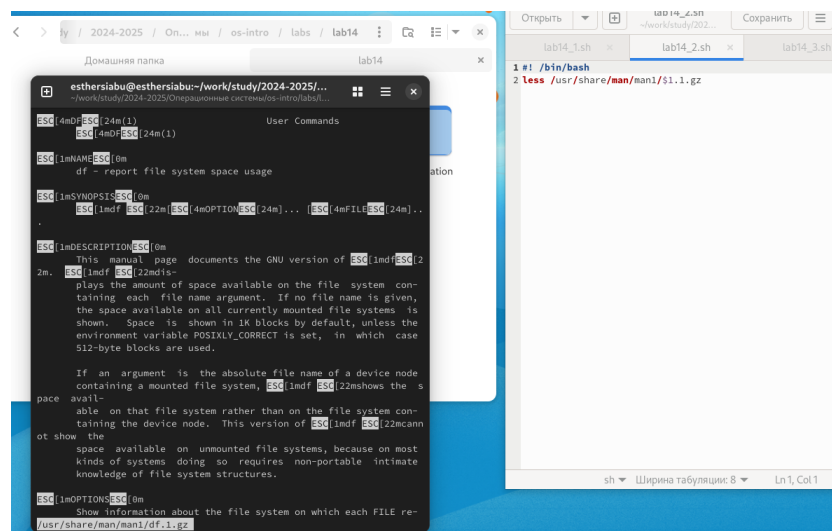 ty / 2024-2025 / Оп... мы / os-intro / labs / lab14
Домашняя папка
lab14
ation
esthersiabu@esthersiabu:~/work/study/2024-2025/...
~/work/study/2024-2025/Операционные системы/os-intro/labs/l...
ESC[4mDFESC[24m(1) User Commands
ESC[4mDFESC[24m(1)
ESC[1mNAMEESC[0m
df - report file system space usage
ESC[1mSYNOPSISESC[0m
ESC[1mdf ESC[22m[ESC[4mOPTIONESC[24m]... [ESC[4mFILEESC[24m]..
.
ESC[1mDESCRIPTIONESC[0m
This manual page documents the GNU version of ESC[1mdfESC[2
2m. ESC[1mdf ESC[22mdis-
plays the amount of space available on the file system con-
taining each file name argument. If no file name is given,
the space available on all currently mounted file systems is
shown. Space is shown in 1K blocks by default, unless the
environment variable POSIXLY_CORRECT is set, in which case
512-byte blocks are used.
If an argument is the absolute file name of a device node
containing a mounted file system, ESC[1mdf ESC[22mshows the s
pace avail-
able on that file system rather than on the file system con-
taining the device node. This version of ESC[1mdf ESC[22mcann
ot show the
space available on unmounted file systems, because on most
kinds of systems doing so requires non-portable intimate
knowledge of file system structures.
ESC[1mOPTIONSESC[0m
Show information about the file system on which each FILE re-
/usr/share/man/man1/df.1.gz
Открыть
lab14_2.sh
~/work/study/202...
Сохранить
lab14_1.sh
lab14_2.sh
lab14_3.sh
1 #! /bin/bash
2 less /usr/share/man/man1/$1.1.gz
sh
Ширина табуляции: 8
Ln 1, Col 1